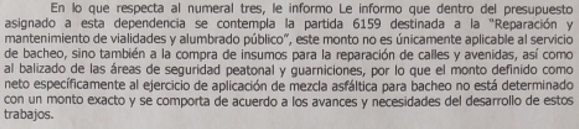 En lo que respecta al numeral tres, le informo Le informo que dentro del presupuesto
asignado a esta dependencia se contempla la partida 6159 destinada a la "Reparación y
mantenimiento de vialidades y alumbrado público", este monto no es únicamente aplicable al servicio
de bacheo, sino también a la compra de insumos para la reparación de calles y avenidas, así como
al balizado de las áreas de seguridad peatonal y guarniciones, por lo que el monto definido como
neto específicamente al ejercicio de aplicación de mezcla asfáltica para bacheo no está determinado
con un monto exacto y se comporta de acuerdo a los avances y necesidades del desarrollo de estos
trabajos.